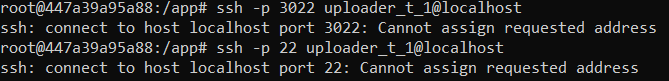 root@447a39a95a88:/app# ssh -p 3022 uploader_t_1@localhost
ssh: connect to host localhost port 3022: Cannot assign requested address
root@447a39a95a88:/app# ssh -p 22 uploader_t_1@localhost
ssh: connect to host localhost port 22: Cannot assign requested address